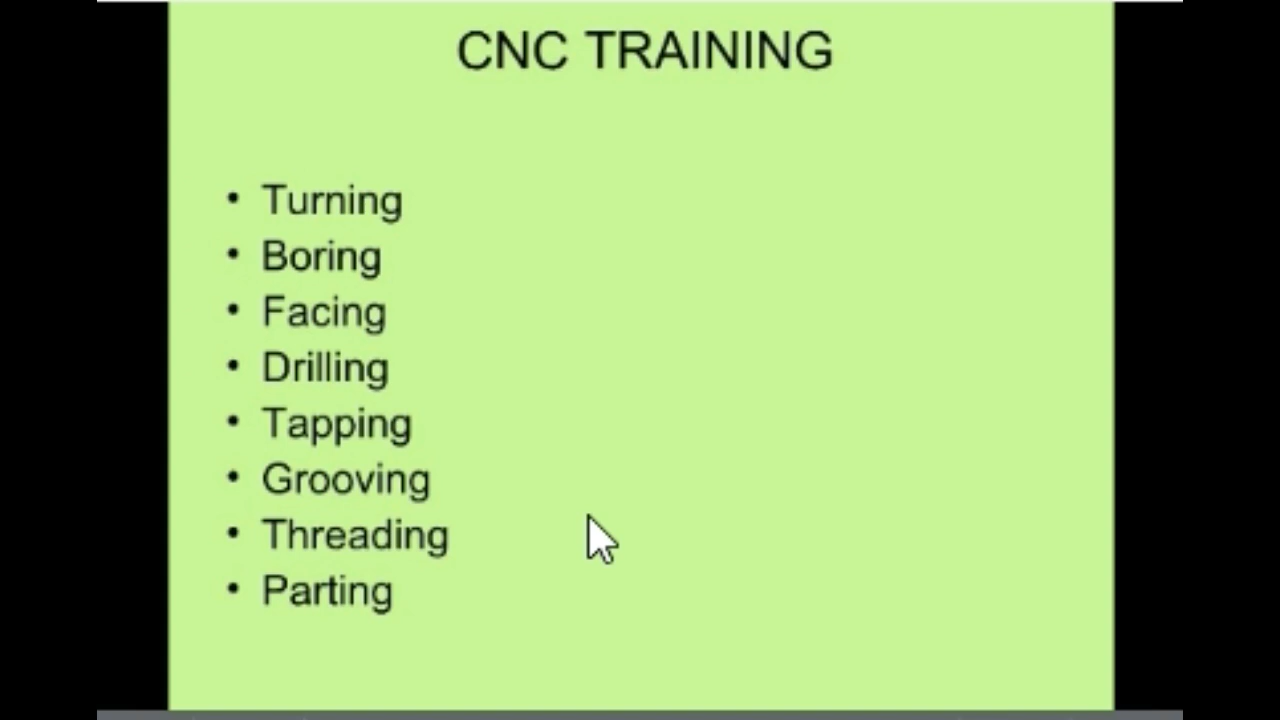 CNC TRAINING
• Turning
• Boring
• Facing
• Drilling
• Tapping
• Grooving
• Threading
• Parting